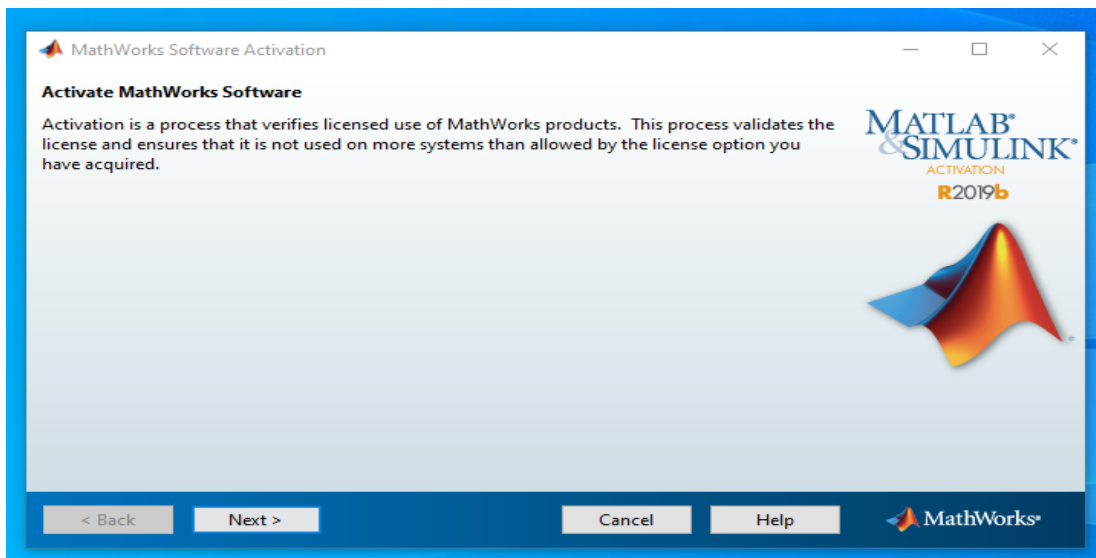 MathWorks Software Activation
Activate MathWorks Software
Activation is a process that verifies licensed use of MathWorks products. This process validates the
license and ensures that it is not used on more systems than allowed by the license option you
have acquired.
MATLAB®
&SIMULINK®
ACTIVATION
R2019b
< Back
Next >
Cancel
Help
MathWorks®